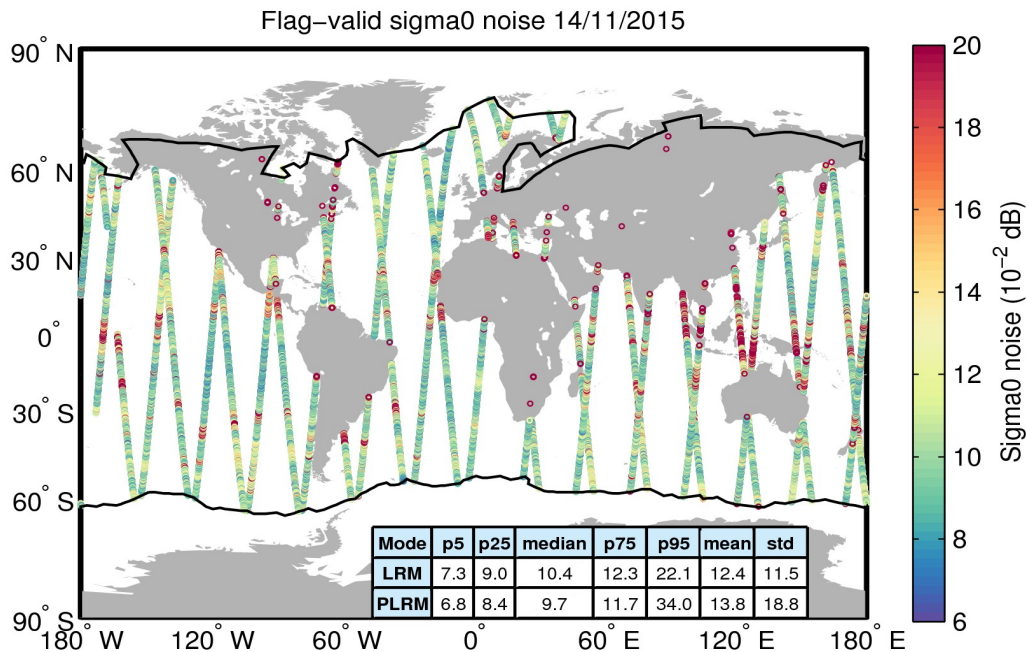 Flag−valid sigma0 noise 14/11/2015
90° N
60° N
30° N
0°
30° S
60° S
90° S
180° W
120° W
60° W
0°
60° E
120° E
180° E
Mode p5 p25 median p75 p95 mean std
LRM 7.3 9.0 10.4 12.3 22.1 12.4 11.5
PLRM 6.8 8.4 9.7 11.7 34.0 13.8 18.8
20
18
16
14
12
10
8
6
Sigma0 noise (10⁻² dB)